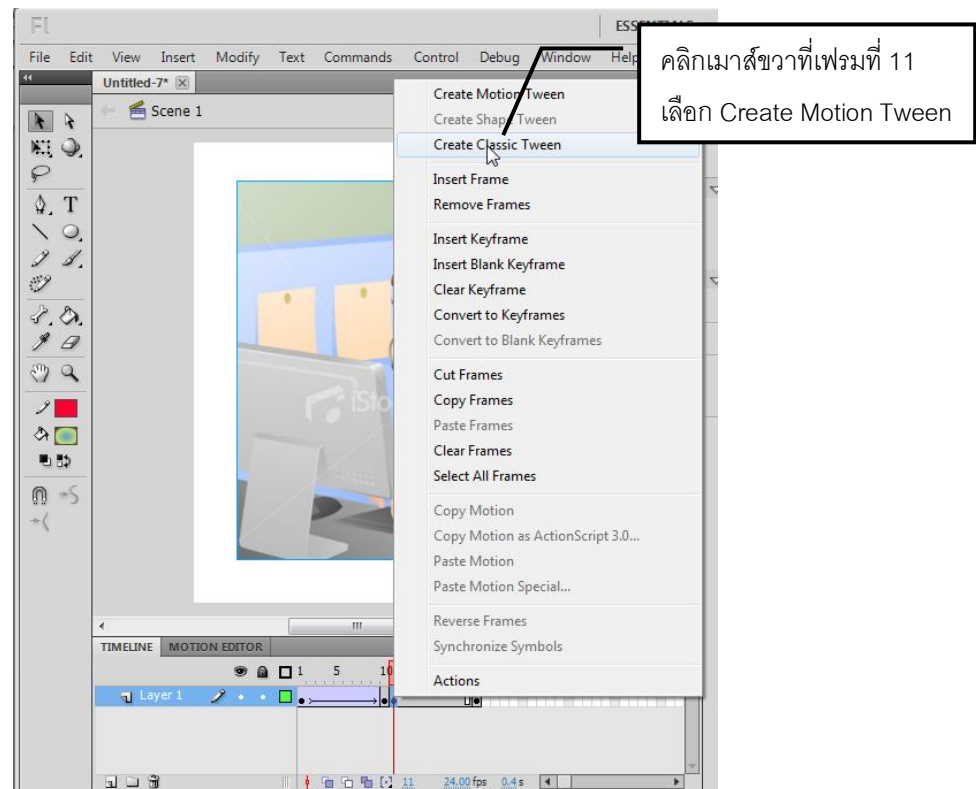 Fl
File Edit View Insert Modify Text Commands Control Debug Window Help
คลิกเมาส์ขวาที่เฟรมที่ 11
เลือก Create Motion Tween
Untitled-7*
Scene 1
T
Create Motion Tween
Create Shape Tween
Create Classic Tween
Insert Frame
Remove Frames
Insert Keyframe
Insert Blank Keyframe
Clear Keyframe
Convert to Keyframes
Convert to Blank Keyframes
Cut Frames
Copy Frames
Paste Frames
Clear Frames
Select All Frames
Copy Motion
Copy Motion as ActionScript 3.0...
Paste Motion
Paste Motion Special...
Reverse Frames
Synchronize Symbols
Actions
iSto
TIMELINE MOTION EDITOR
1 5 10
Layer 1
11 24.00 fps 0.4 s